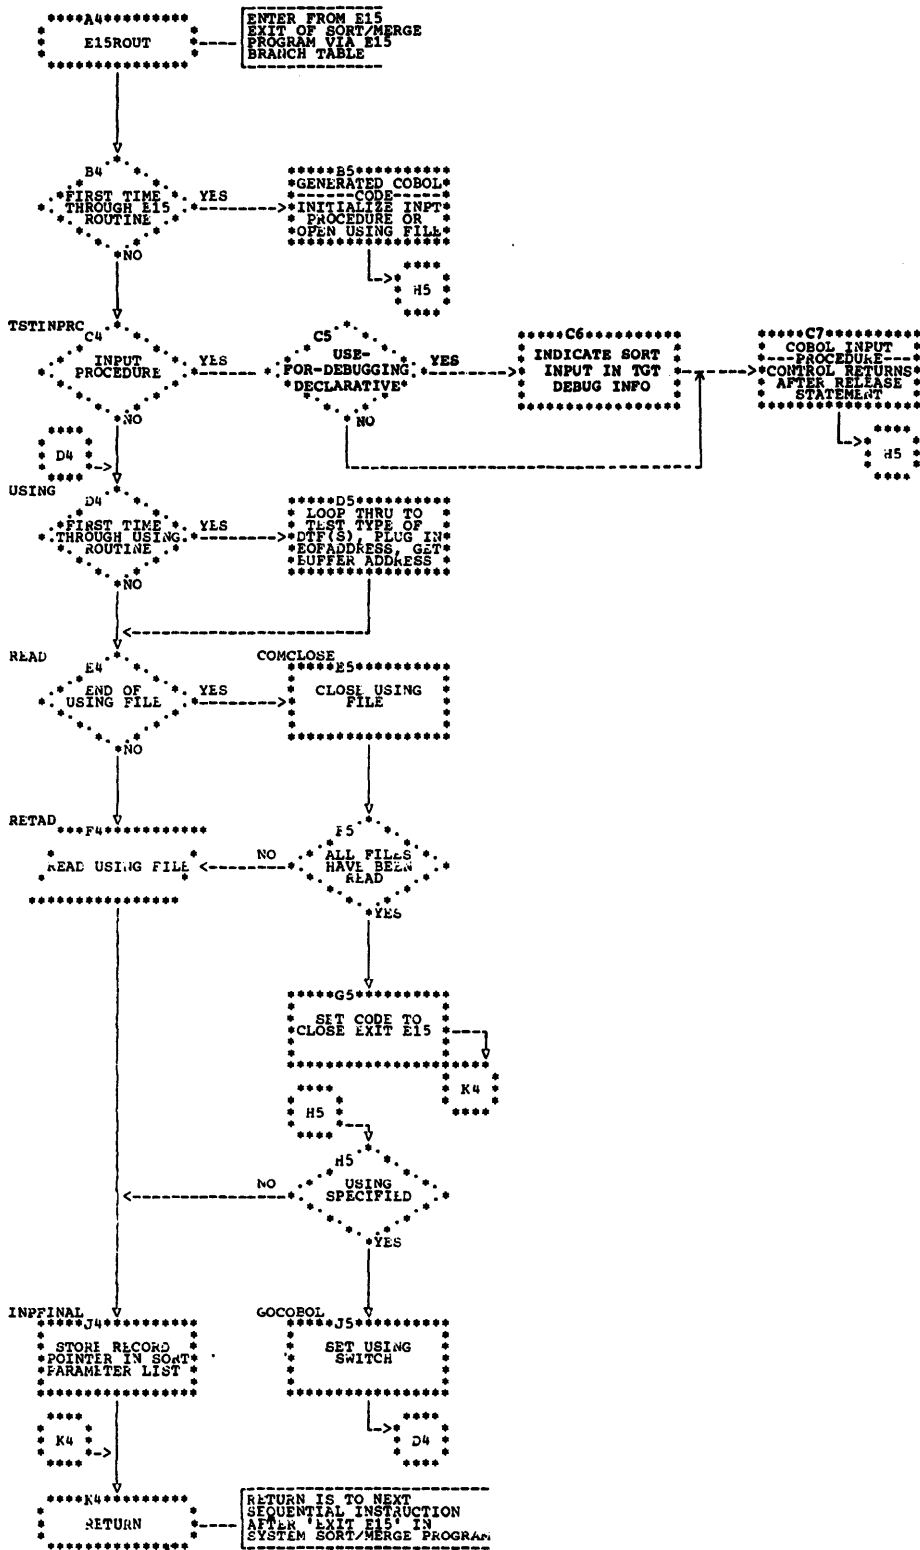 A4
E15ROUT
ENTER FROM E15
EXIT OF SORT/MERGE
PROGRAM VIA E15
BRANCH TABLE
B4
FIRST TIME
THROUGH E15
ROUTINE
YES
NO
B5
GENERATED COBOL
CODE
INITIALIZE INPT
PROCEDURE OR
OPEN USING FILE
H5
TSTINPRC
C4
INPUT
PROCEDURE
YES
NO
C5
USE-
FOR-DEBUGGING
DECLARATIVE
YES
NO
C6
INDICATE SORT
INPUT IN TGT
DEBUG INFO
C7
COBOL INPUT
PROCEDURE
CONTROL RETURNS
AFTER RELEASE
STATEMENT
H5
D4
USING
D4
FIRST TIME
THROUGH USING
ROUTINE
YES
NO
D5
LOOP THRU TO
TEST TYPE OF
DTF(S), PLUG IN
EOFADDRESS, GET
BUFFER ADDRESS
READ
E4
END OF
USING FILE
YES
NO
COMCLOSE
E5
CLOSE USING
FILE
RETAD
F4
READ USING FILE
NO
F5
ALL FILES
HAVE BEEN
READ
YES
G5
SET CODE TO
CLOSE EXIT E15
K4
H5
H5
USING
SPECIFIED
NO
YES
INPFINAL
J4
STORE RECORD
POINTER IN SORT
PARAMETER LIST
GOCOBOL
J5
SET USING
SWITCH
D4
K4
K4
RETURN
RETURN IS TO NEXT
SEQUENTIAL INSTRUCTION
AFTER 'EXIT E15' IN
SYSTEM SORT/MERGE PROGRAM